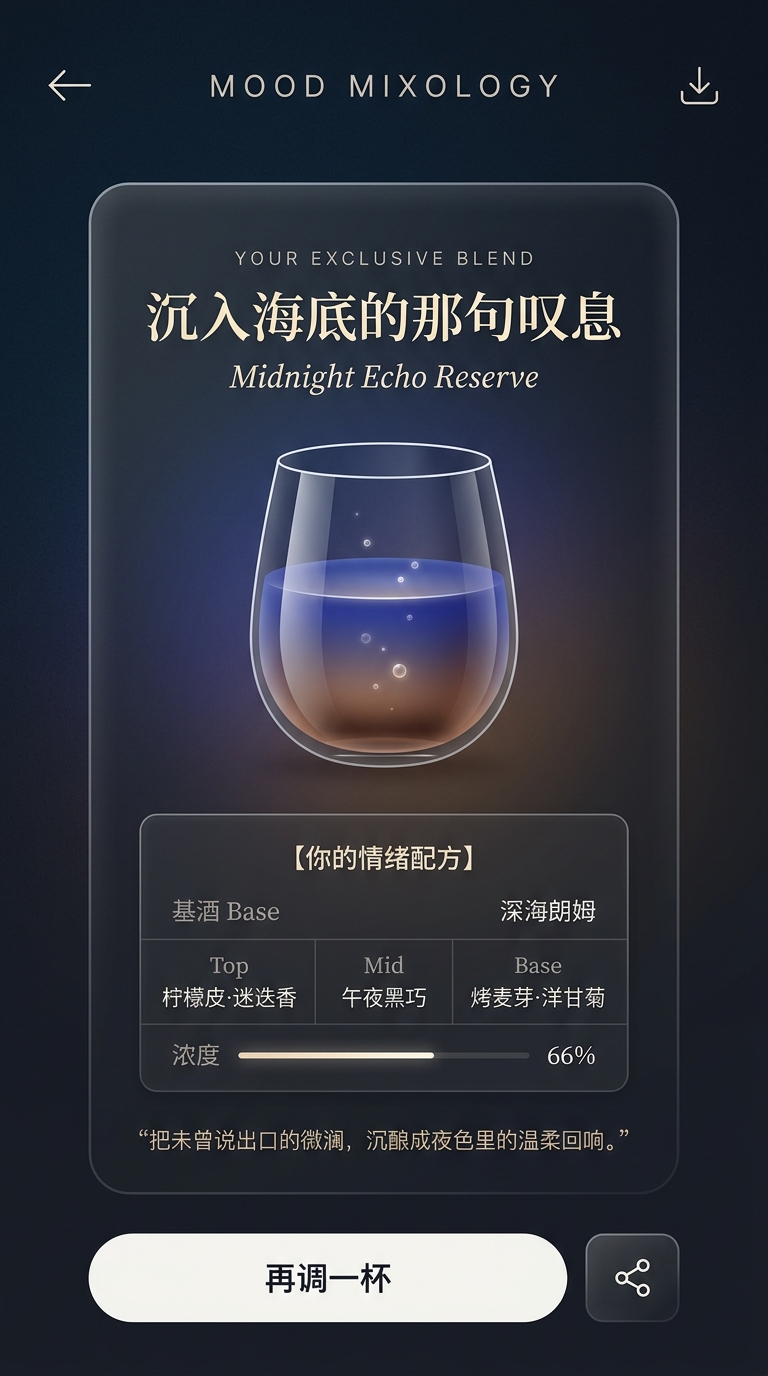 MOOD MIXOLOGY
YOUR EXCLUSIVE BLEND
沉入海底的那句叹息
Midnight Echo Reserve
【你的情绪配方】
基酒 Base 深海朗姆
Top Mid Base
柠檬皮·迷迭香 午夜黑巧 烤麦芽·洋甘菊
浓度 66%
“把未曾说出口的微澜，沉酿成夜色里的温柔回响。”
再调一杯